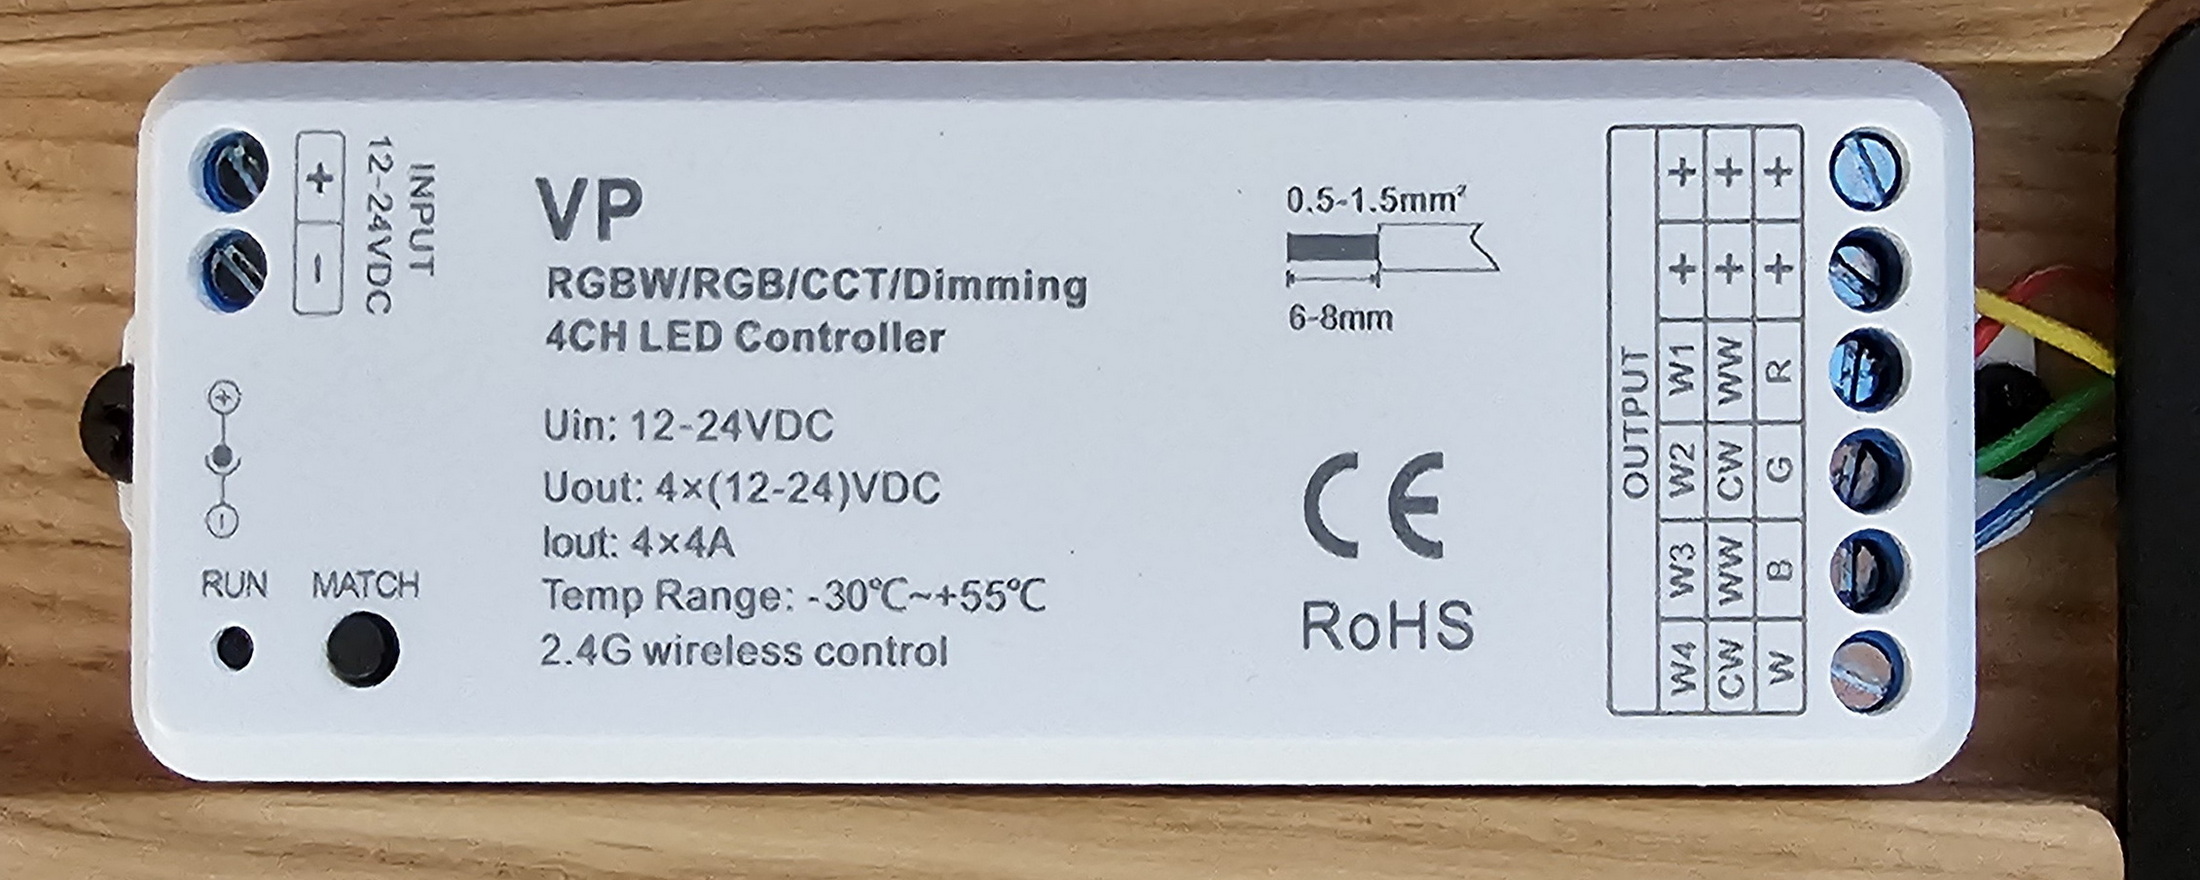 +
-
INPUT
12-24VDC
+
-
RUN
MATCH
VP
RGBW/RGB/CCT/Dimming
4CH LED Controller
Uin: 12-24VDC
Uout: 4×(12-24)VDC
Iout: 4×4A
Temp Range: -30℃~+55℃
2.4G wireless control
0.5-1.5mm²
6-8mm
CE
RoHS
OUTPUT
+ + +
+ + +
W1 WW R
W2 CW G
W3 WW B
W4 CW W